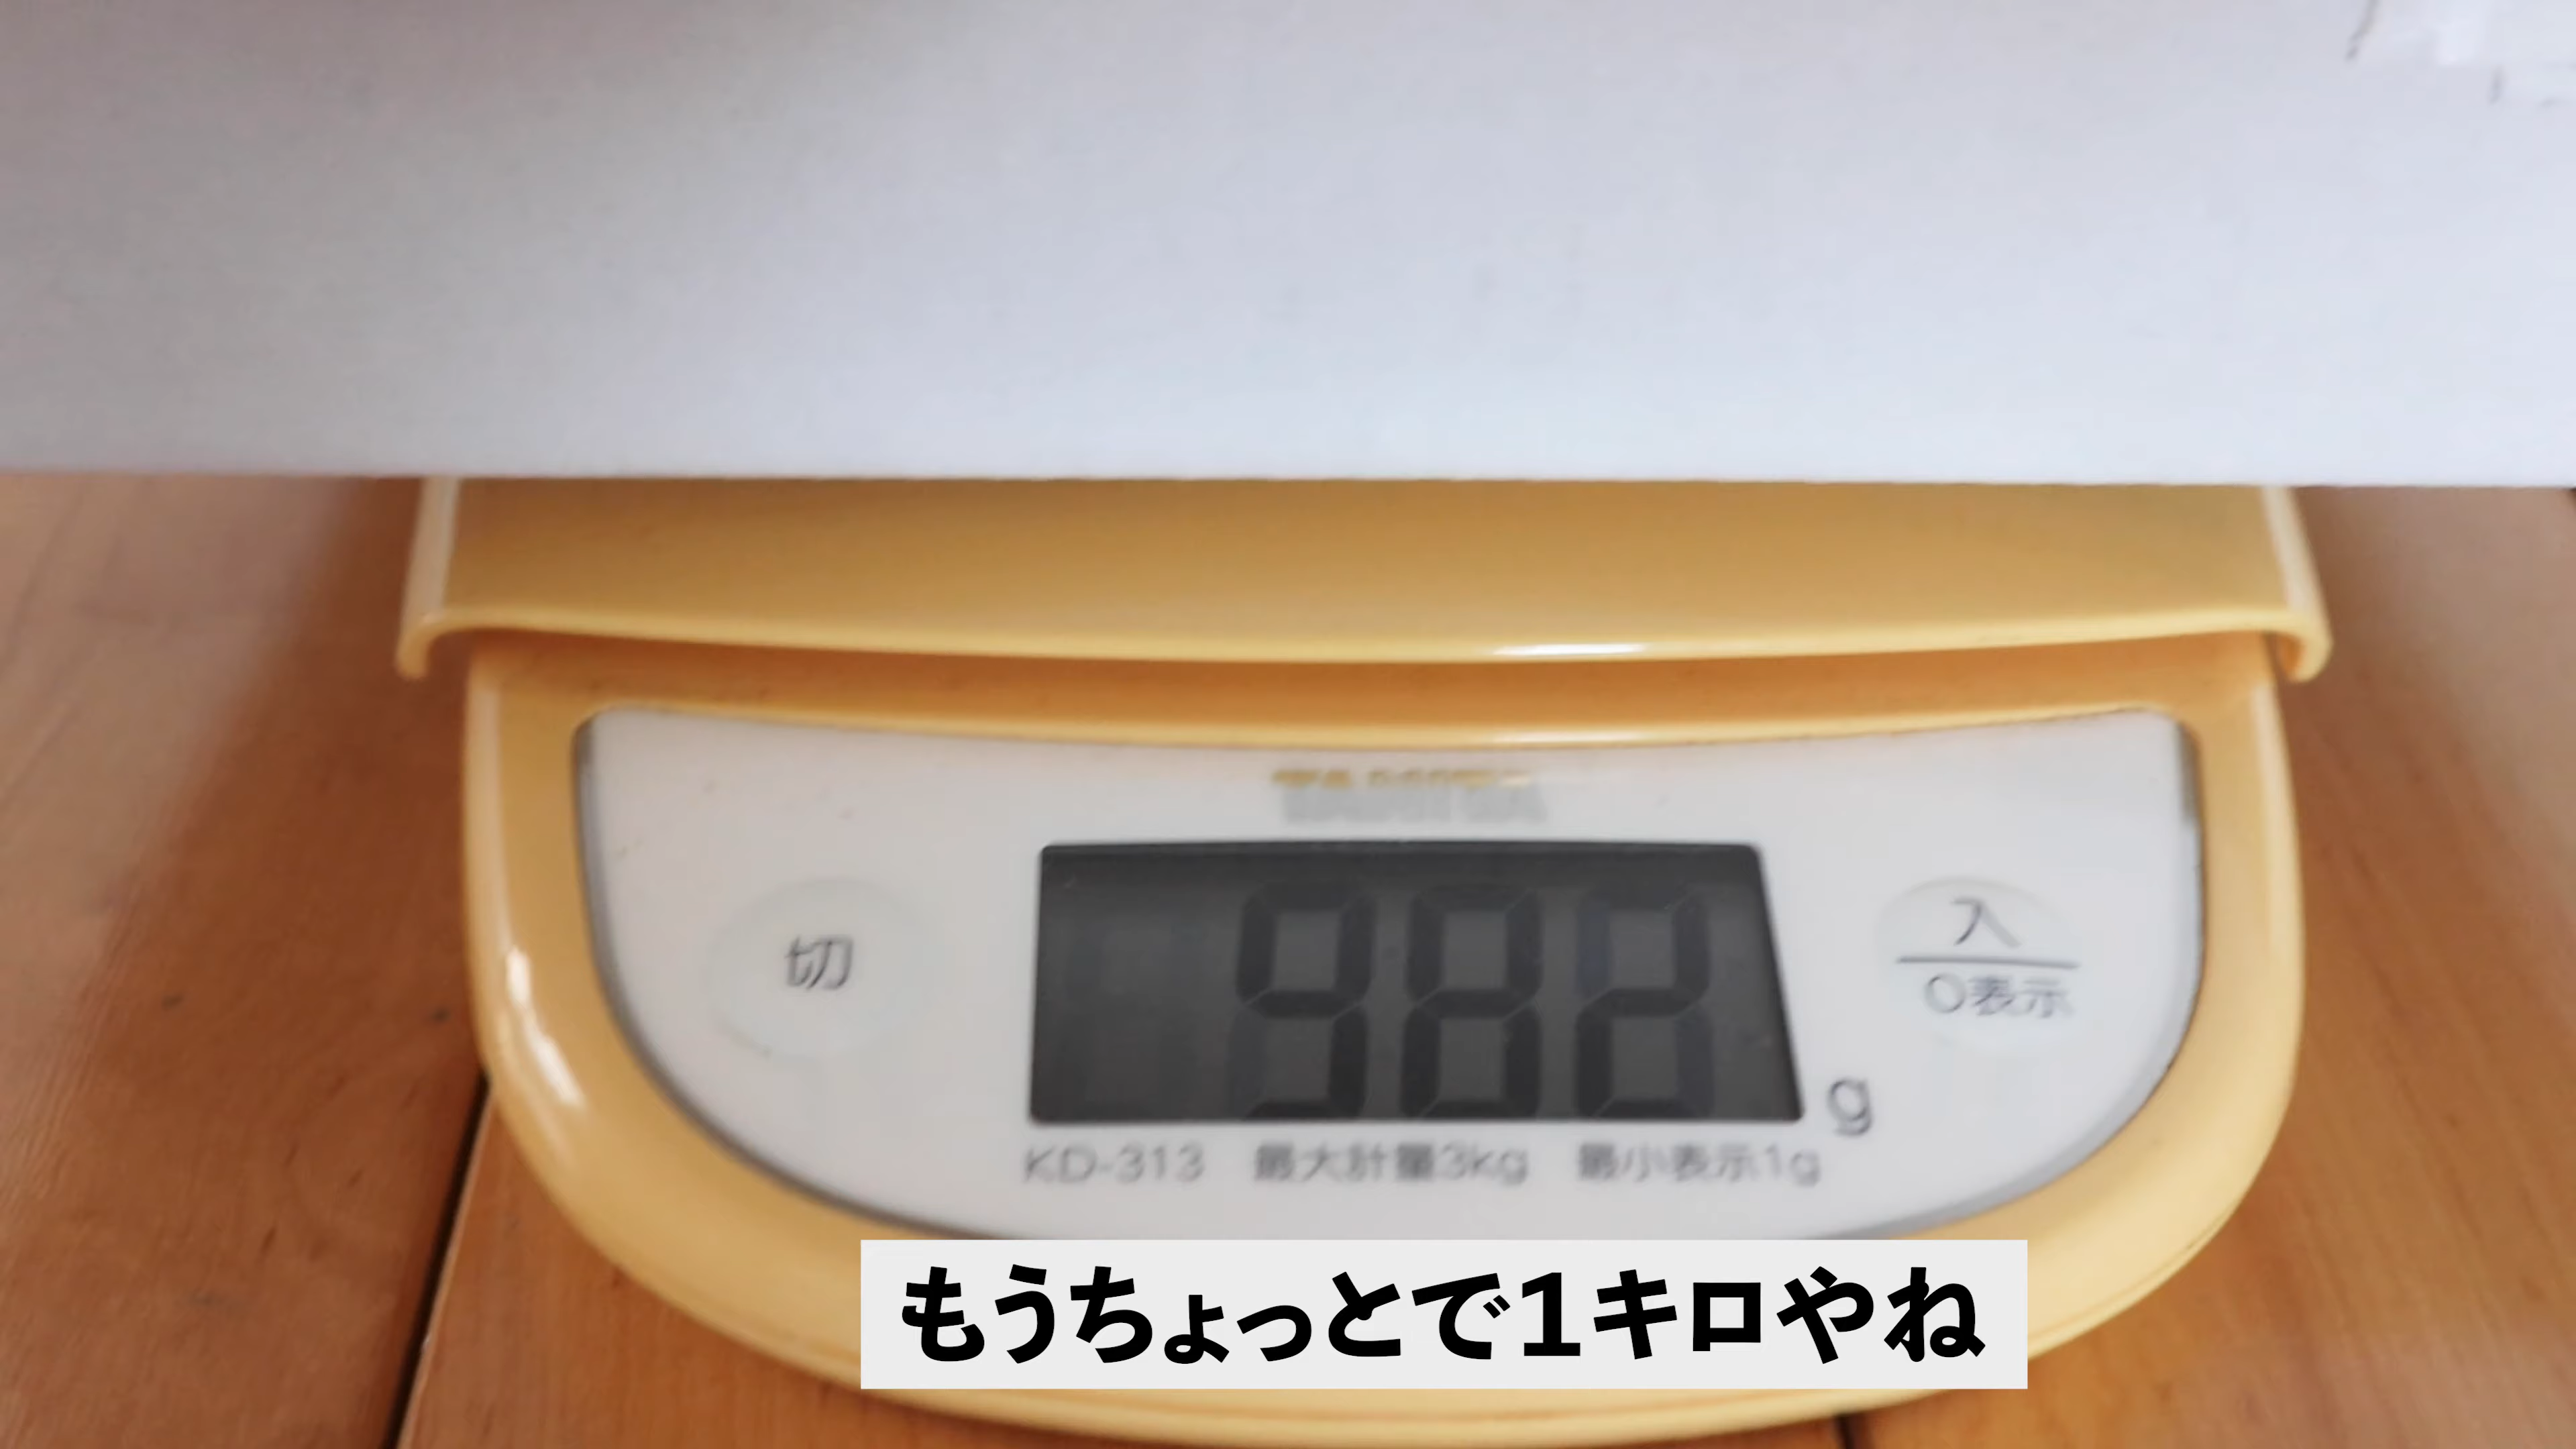 TANITA
切
982
g
入
0表示
KD-313 最大計量3kg 最小表示1g
もうちょっとで1キロやね